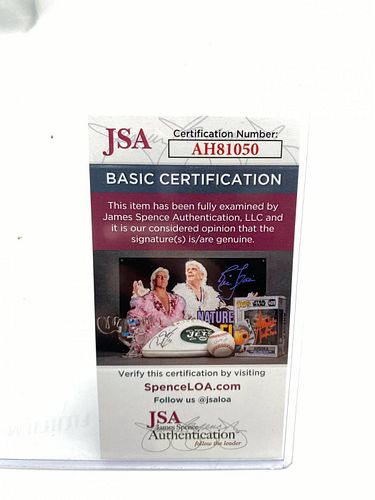 JSA
Certification Number:
AH81050
BASIC CERTIFICATION
This item has been fully examined by
James Spence Authentication, LLC and
it is our considered opinion that the
signature(s) is/are genuine.
NATURE
JETS
STAR WARS
Verify this certification by visiting
SpenceLOA.com
Follow us @jsaloa
JSA
James Spence
Authentication
follow the leader